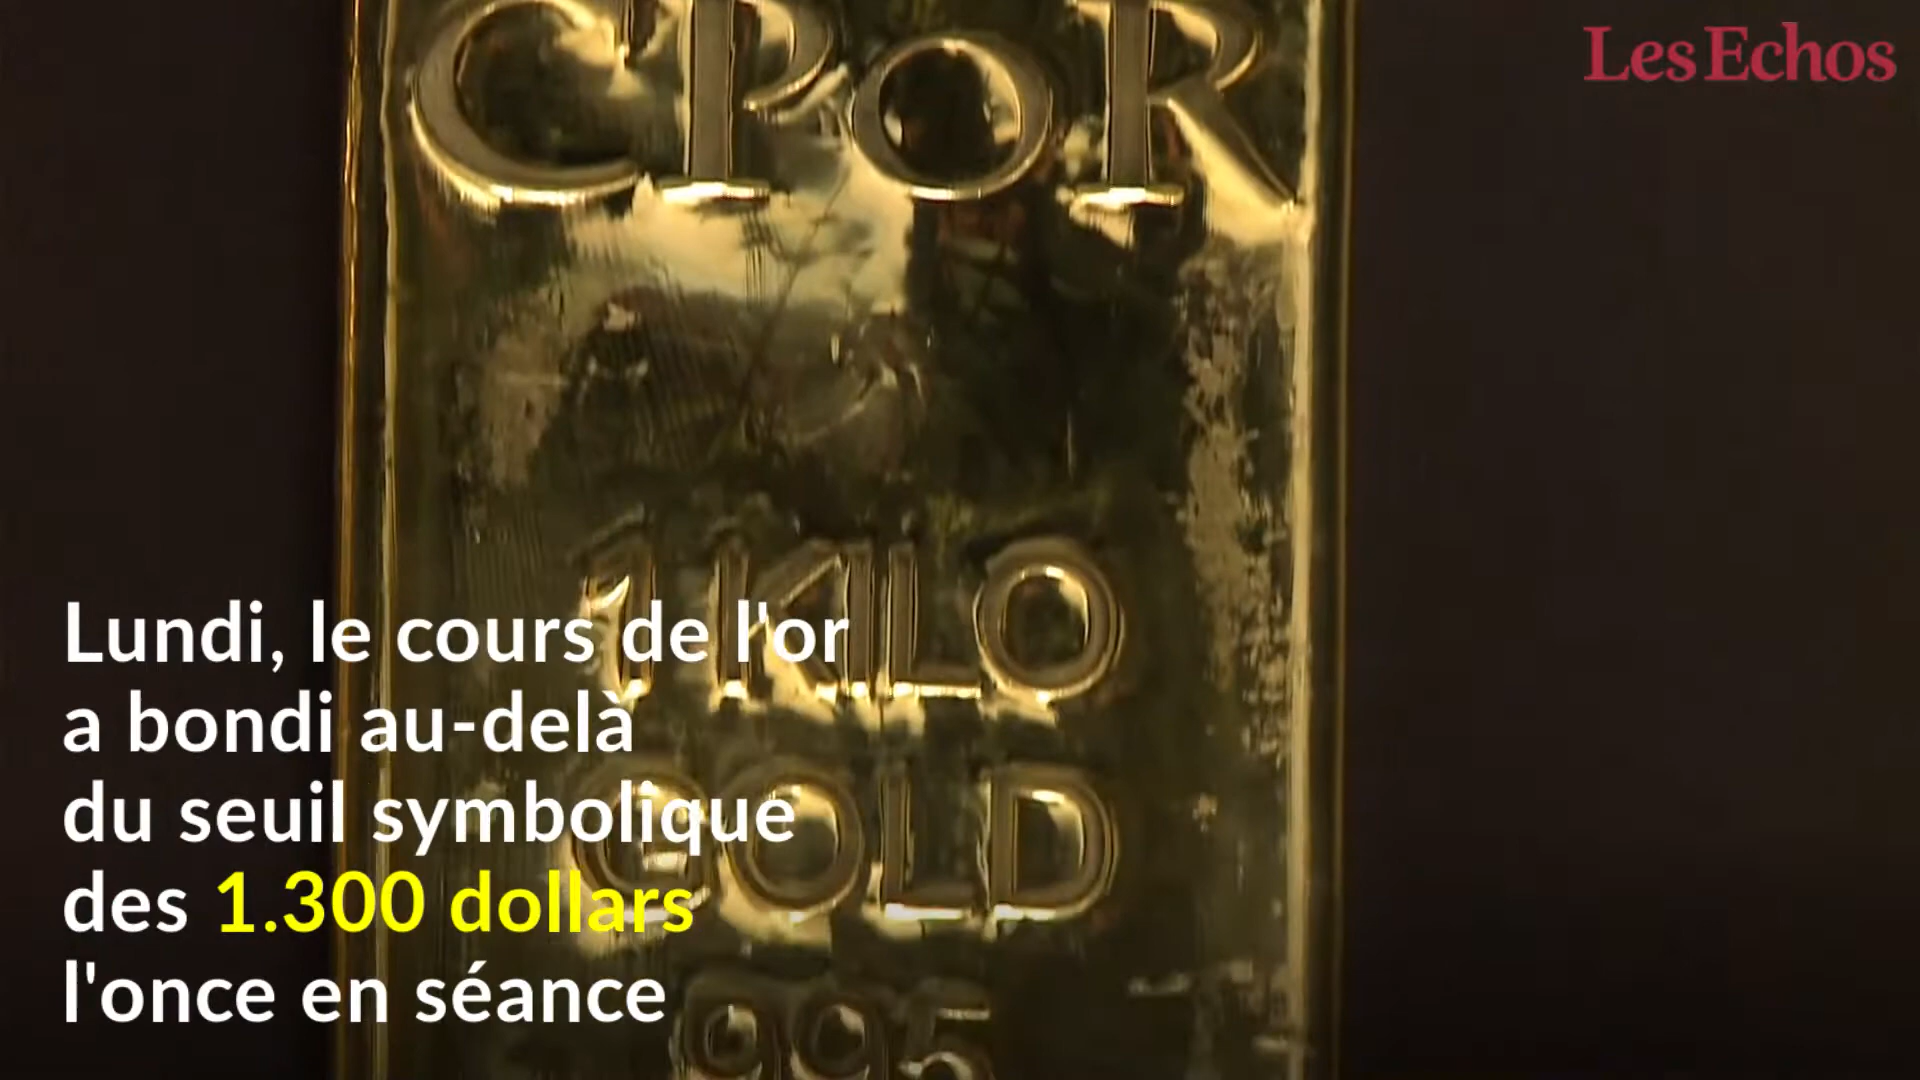 CPoR
Les Echos
1 KILO
GOLD
995
Lundi, le cours de l'or
a bondi au-delà
du seuil symbolique
des 1.300 dollars
l'once en séance